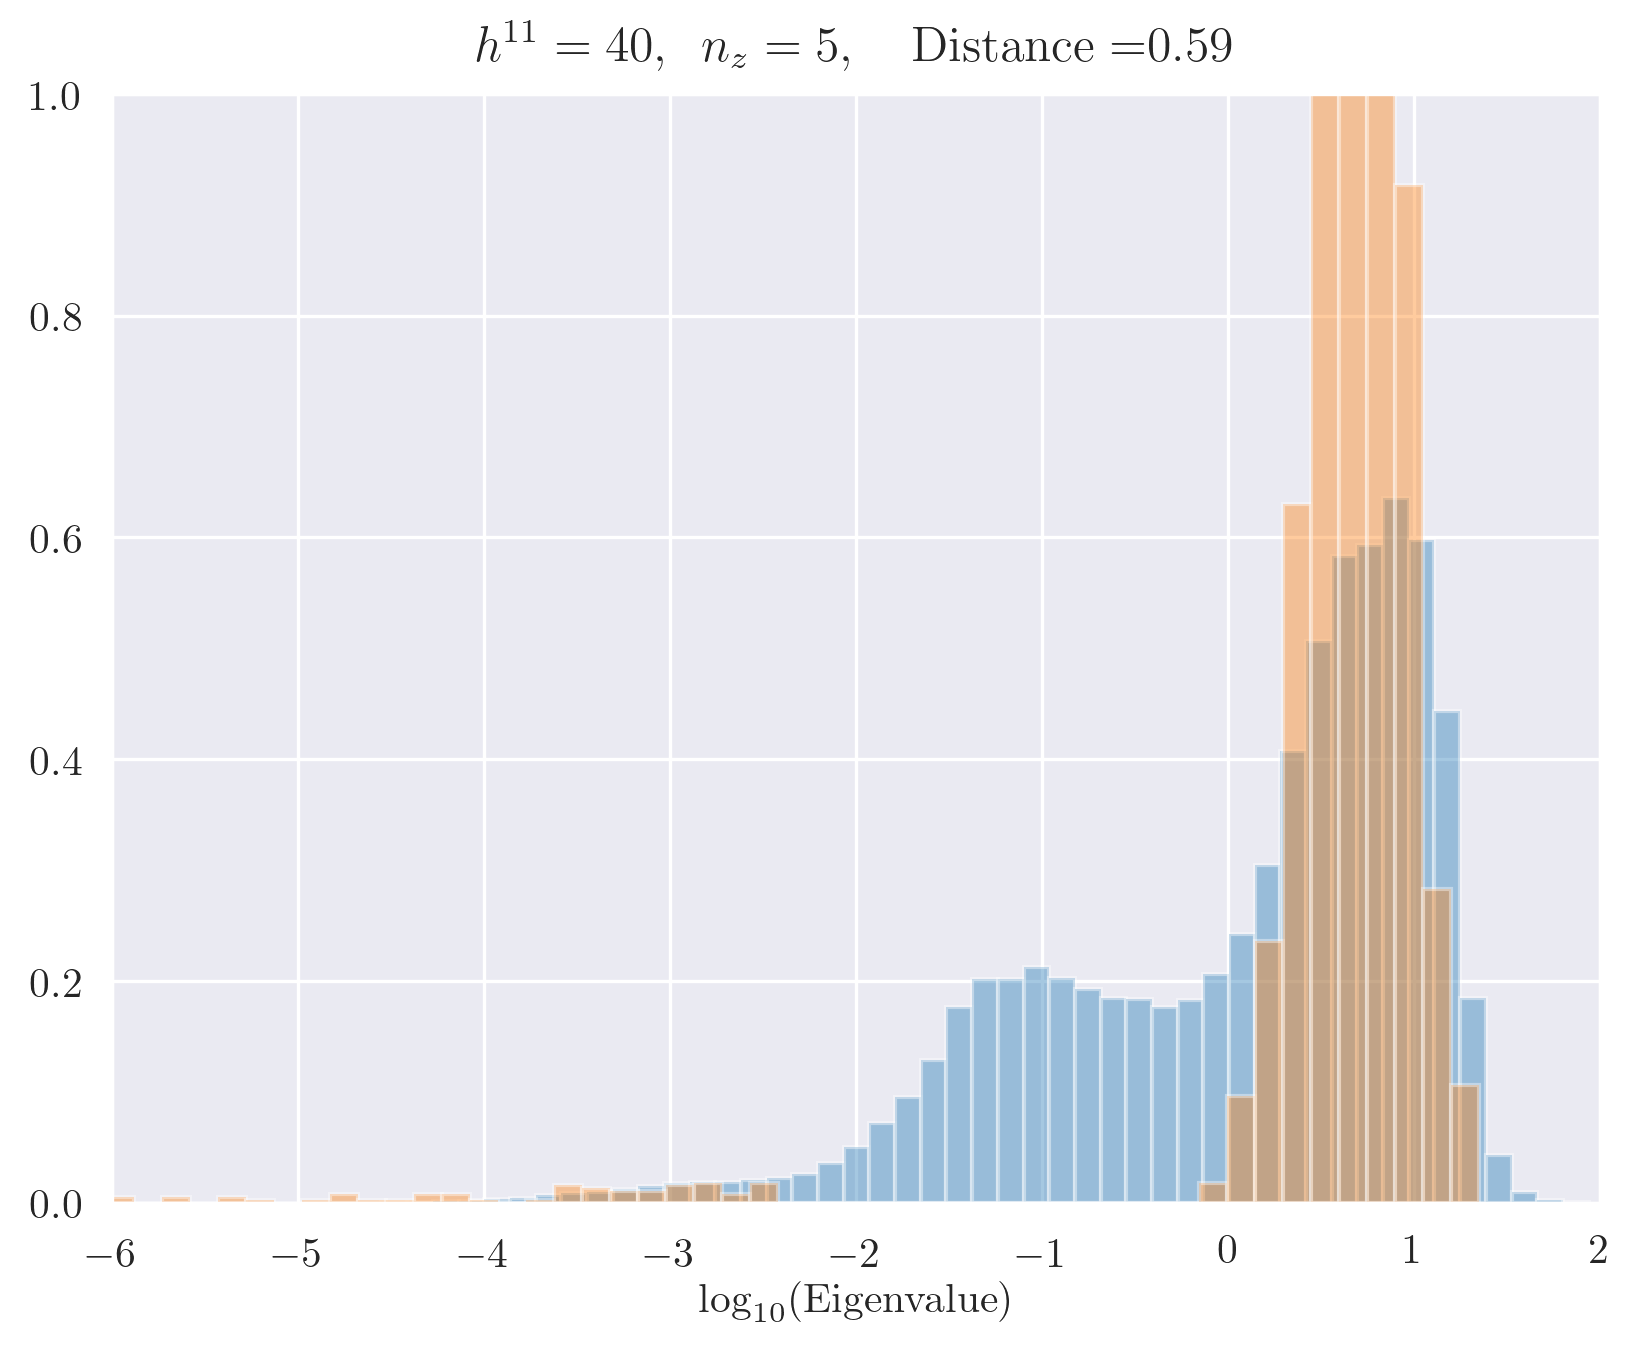 h¹¹ = 40, n_z = 5, Distance =0.59
1.0
0.8
0.6
0.4
0.2
0.0
−6 −5 −4 −3 −2 −1 0 1 2
log₁₀(Eigenvalue)